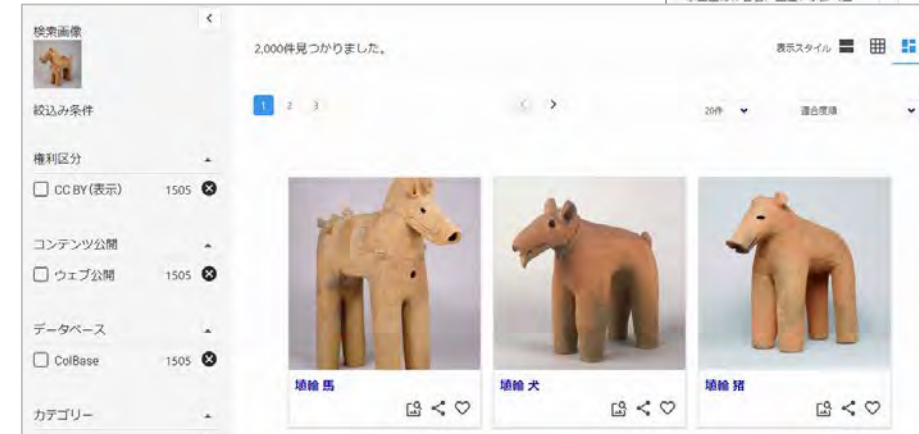 検索画像
絞込み条件
権利区分
CC BY(表示) 1505
コンテンツ公開
ウェブ公開 1505
データベース
ColBase 1505
カテゴリー
2,000件見つかりました。
表示スタイル
1 2 3
20件
適合度順
埴輪 馬
埴輪 犬
埴輪 猪